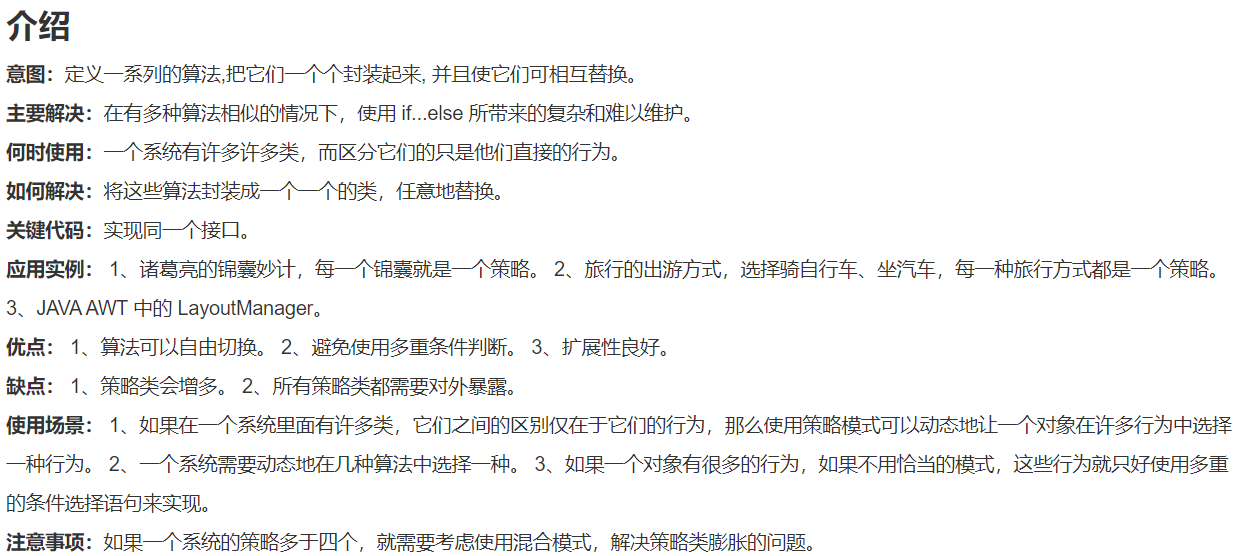 介绍
意图：定义一系列的算法,把它们一个个封装起来, 并且使它们可相互替换。
主要解决：在有多种算法相似的情况下，使用 if...else 所带来的复杂和难以维护。
何时使用：一个系统有许多许多类，而区分它们的只是他们直接的行为。
如何解决：将这些算法封装成一个一个的类，任意地替换。
关键代码：实现同一个接口。
应用实例： 1、诸葛亮的锦囊妙计，每一个锦囊就是一个策略。 2、旅行的出游方式，选择骑自行车、坐汽车，每一种旅行方式都是一个策略。
3、JAVA AWT 中的 LayoutManager。
优点： 1、算法可以自由切换。 2、避免使用多重条件判断。 3、扩展性良好。
缺点： 1、策略类会增多。 2、所有策略类都需要对外暴露。
使用场景： 1、如果在一个系统里面有许多类，它们之间的区别仅在于它们的行为，那么使用策略模式可以动态地让一个对象在许多行为中选择
一种行为。 2、一个系统需要动态地在几种算法中选择一种。 3、如果一个对象有很多的行为，如果不用恰当的模式，这些行为就只好使用多重
的条件选择语句来实现。
注意事项：如果一个系统的策略多于四个，就需要考虑使用混合模式，解决策略类膨胀的问题。